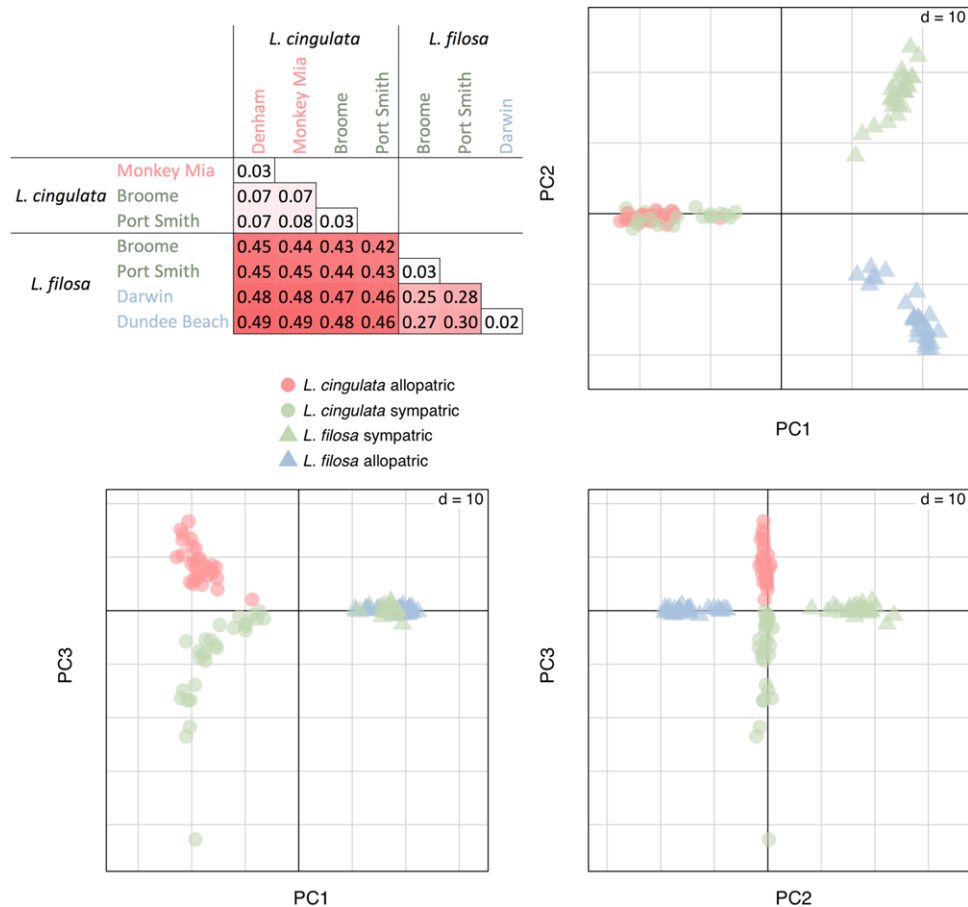 L. cingulata L. filosa
Denham Monkey Mia Broome Port Smith Broome Port Smith Darwin
L. cingulata
Monkey Mia 0.03
Broome 0.07 0.07
Port Smith 0.07 0.08 0.03
L. filosa
Broome 0.45 0.44 0.43 0.42
Port Smith 0.45 0.45 0.44 0.43 0.03
Darwin 0.48 0.48 0.47 0.46 0.25 0.28
Dundee Beach 0.49 0.49 0.48 0.46 0.27 0.30 0.02
d = 10
PC2
PC1
L. cingulata allopatric
L. cingulata sympatric
L. filosa sympatric
L. filosa allopatric
d = 10
PC3
PC1
d = 10
PC3
PC2